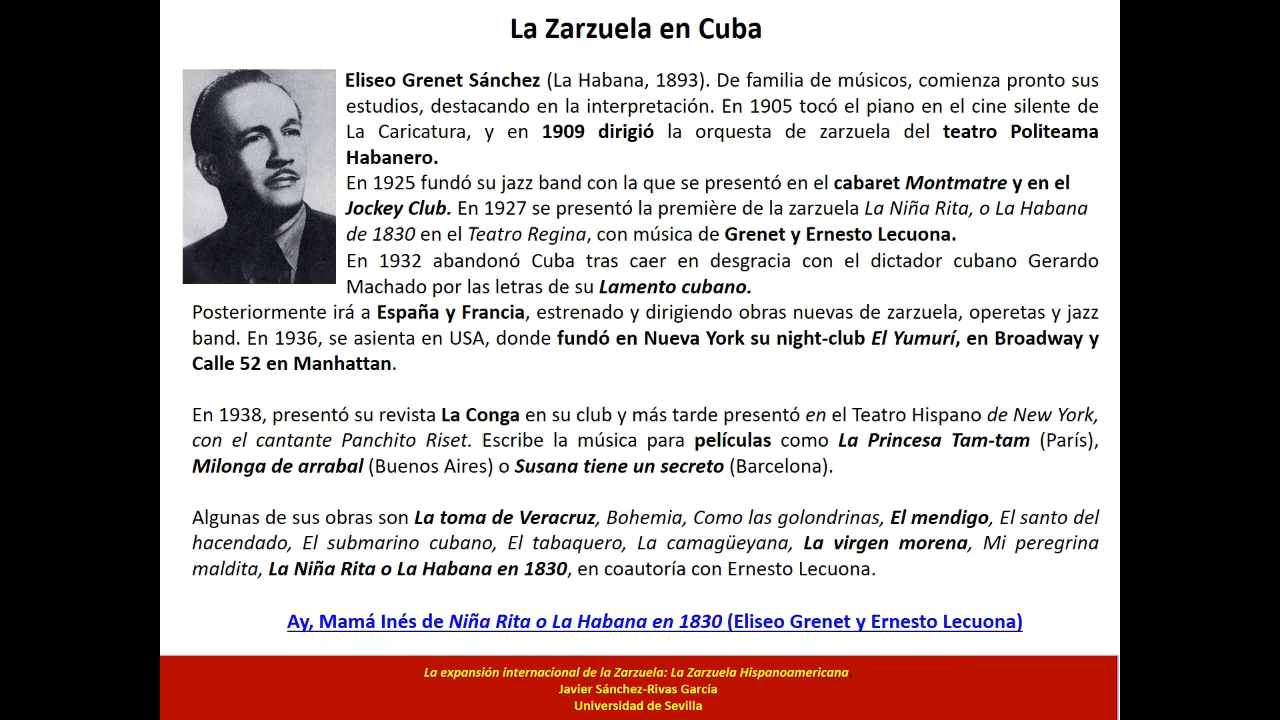 La Zarzuela en Cuba
Eliseo Grenet Sánchez (La Habana, 1893). De familia de músicos, comienza pronto sus
estudios, destacando en la interpretación. En 1905 tocó el piano en el cine silente de
La Caricatura, y en 1909 dirigió la orquesta de zarzuela del teatro Politeama
Habanero.
En 1925 fundó su jazz band con la que se presentó en el cabaret Montmatre y en el
Jockey Club. En 1927 se presentó la première de la zarzuela La Niña Rita, o La Habana
de 1830 en el Teatro Regina, con música de Grenet y Ernesto Lecuona.
En 1932 abandonó Cuba tras caer en desgracia con el dictador cubano Gerardo
Machado por las letras de su Lamento cubano.
Posteriormente irá a España y Francia, estrenado y dirigiendo obras nuevas de zarzuela, operetas y jazz
band. En 1936, se asienta en USA, donde fundó en Nueva York su night-club El Yumurí, en Broadway y
Calle 52 en Manhattan.
En 1938, presentó su revista La Conga en su club y más tarde presentó en el Teatro Hispano de New York,
con el cantante Panchito Riset. Escribe la música para películas como La Princesa Tam-tam (París),
Milonga de arrabal (Buenos Aires) o Susana tiene un secreto (Barcelona).
Algunas de sus obras son La toma de Veracruz, Bohemia, Como las golondrinas, El mendigo, El santo del
hacendado, El submarino cubano, El tabaquero, La camagüeyana, La virgen morena, Mi peregrina
maldita, La Niña Rita o La Habana en 1830, en coautoría con Ernesto Lecuona.
Ay, Mamá Inés de Niña Rita o La Habana en 1830 (Eliseo Grenet y Ernesto Lecuona)
La expansión internacional de la Zarzuela: La Zarzuela Hispanoamericana
Javier Sánchez-Rivas García
Universidad de Sevilla